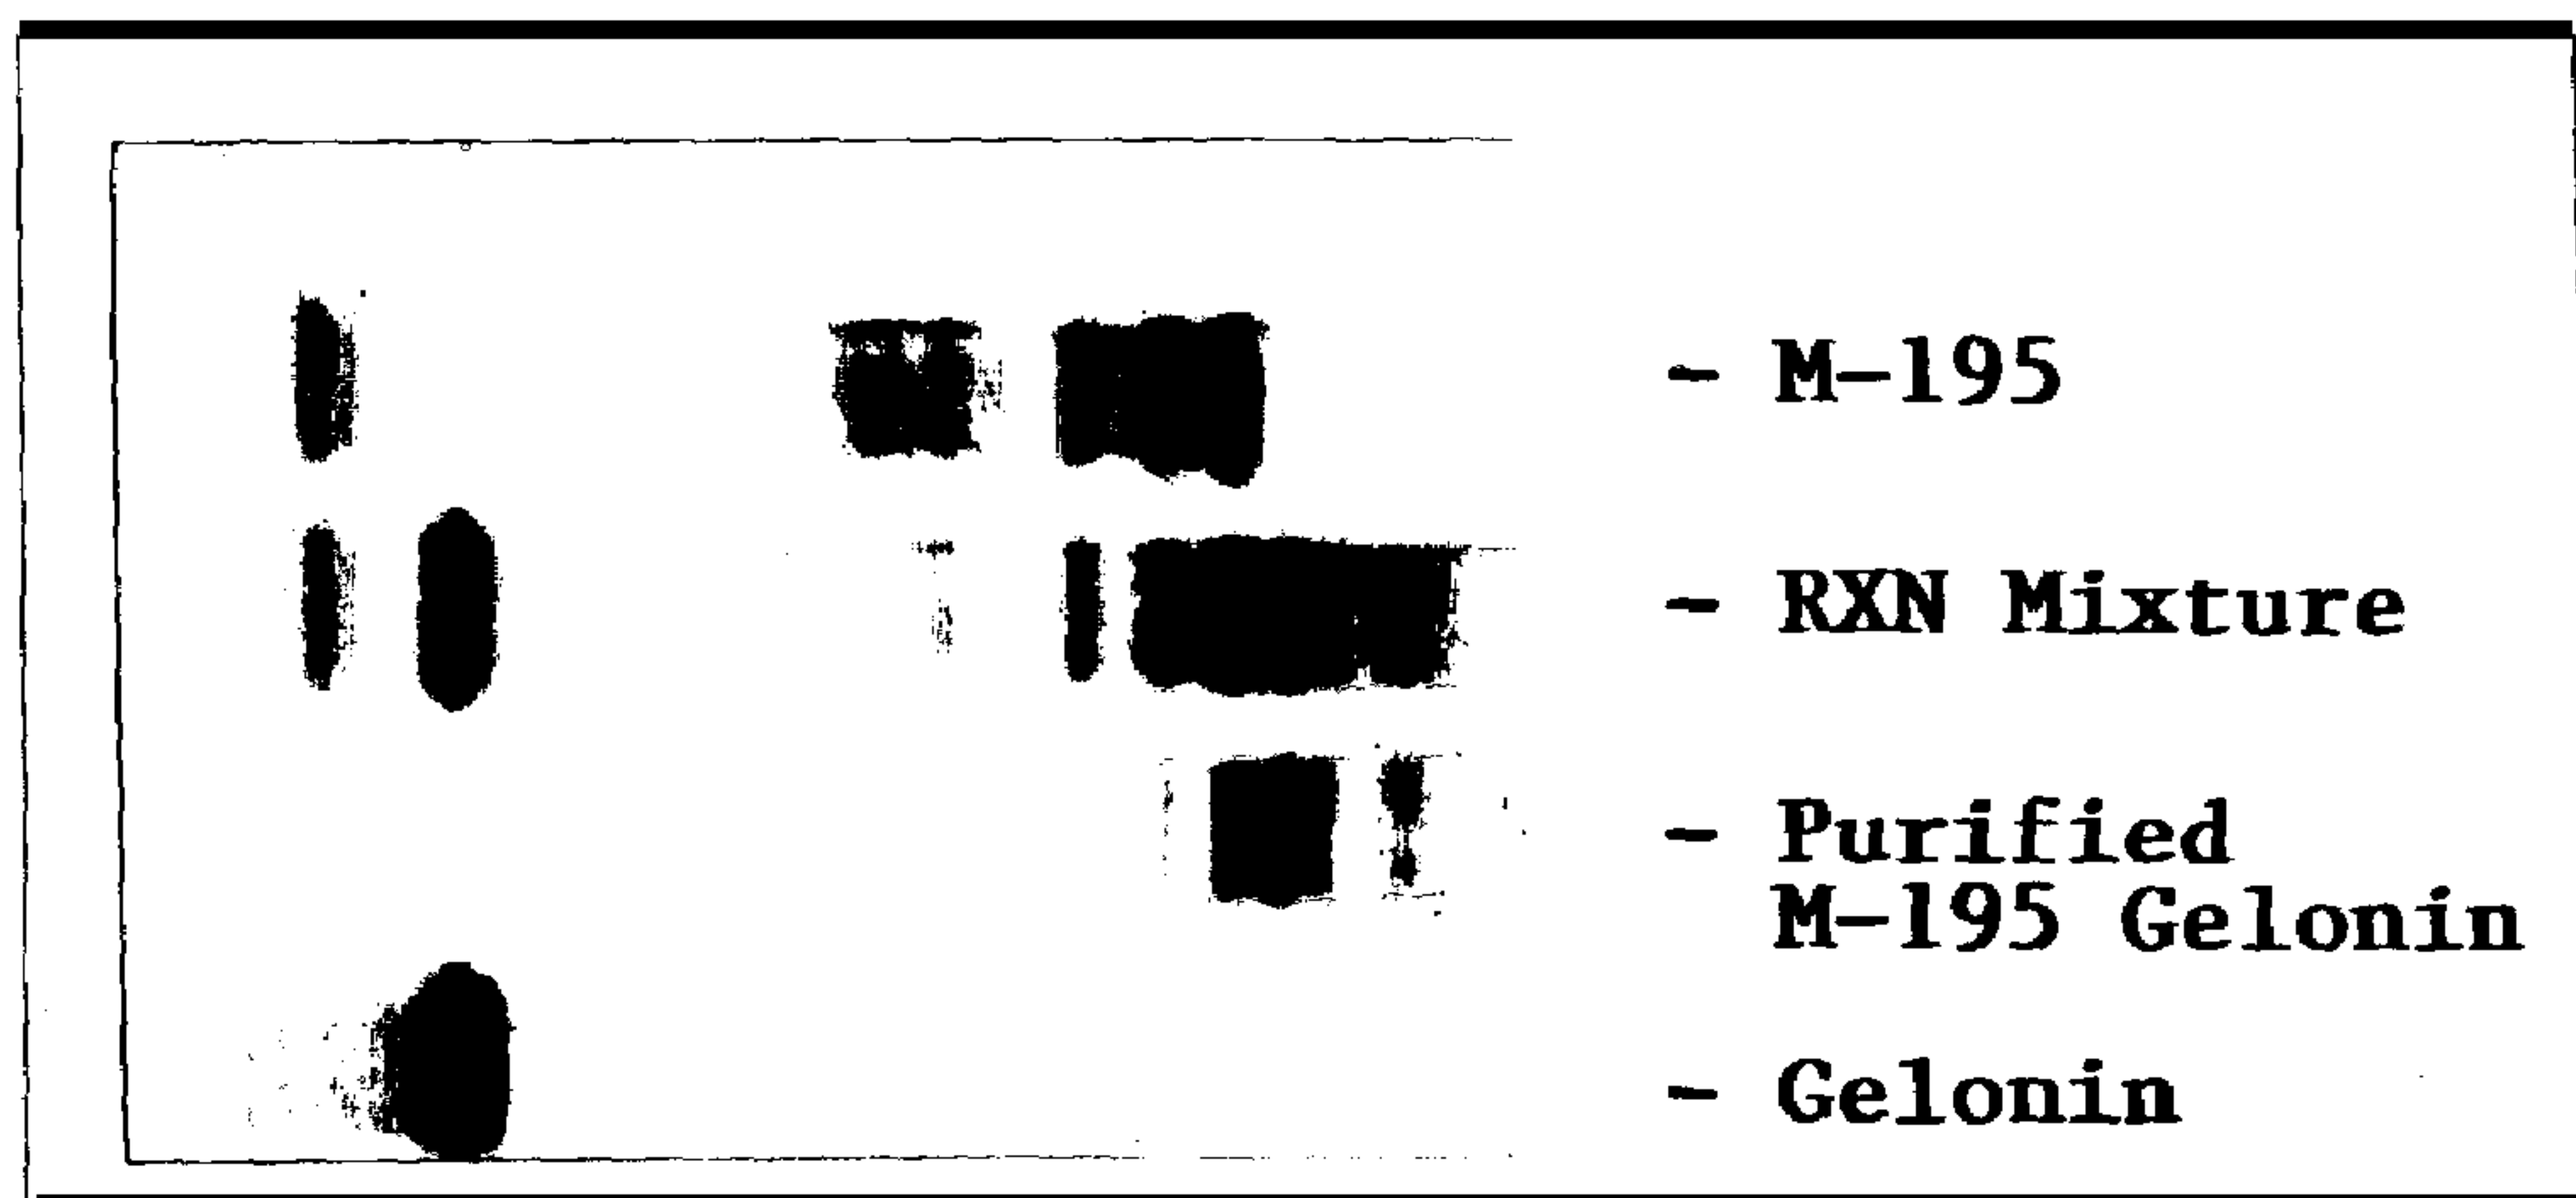 - M-195
- RXN Mixture
- Purified
M-195 Gelonin
- Gelonin